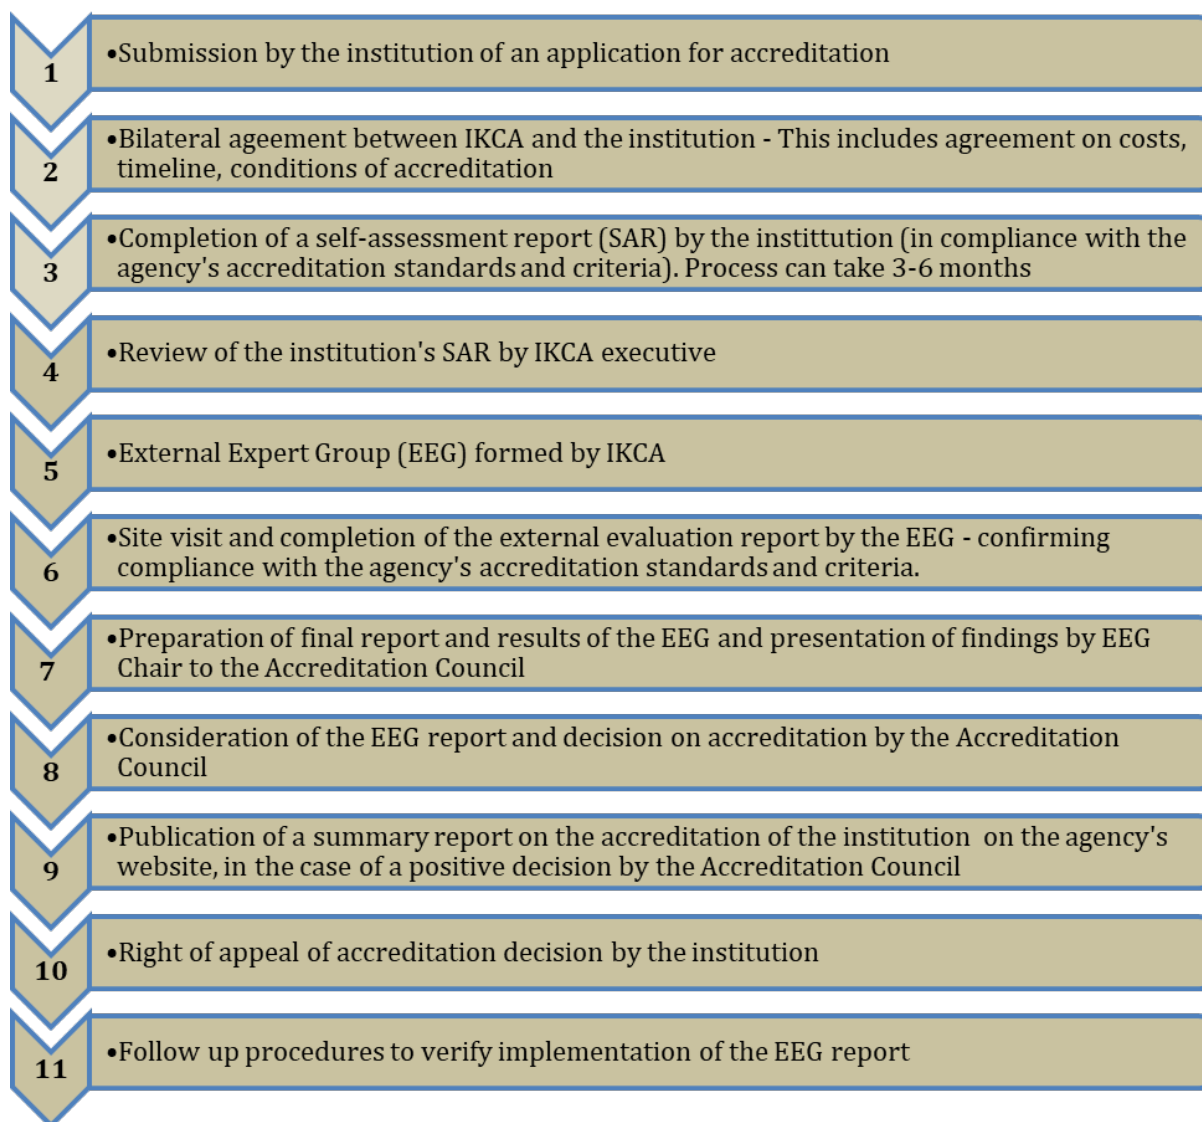 1
•Submission by the institution of an application for accreditation
2
•Bilateral ageement between IKCA and the institution - This includes agreement on costs,
timeline, conditions of accreditation
3
•Completion of a self-assessment report (SAR) by the instittution (in compliance with the
agency's accreditation standards and criteria). Process can take 3-6 months
4
•Review of the institution's SAR by IKCA executive
5
•External Expert Group (EEG) formed by IKCA
6
•Site visit and completion of the external evaluation report by the EEG - confirming
compliance with the agency's accreditation standards and criteria.
7
•Preparation of final report and results of the EEG and presentation of findings by EEG
Chair to the Accreditation Council
8
•Consideration of the EEG report and decision on accreditation by the Accreditation
Council
9
•Publication of a summary report on the accreditation of the institution  on the agency's
website, in the case of a positive decision by the Accreditation Council
10
•Right of appeal of accreditation decision by the institution
11
•Follow up procedures to verify implementation of the EEG report